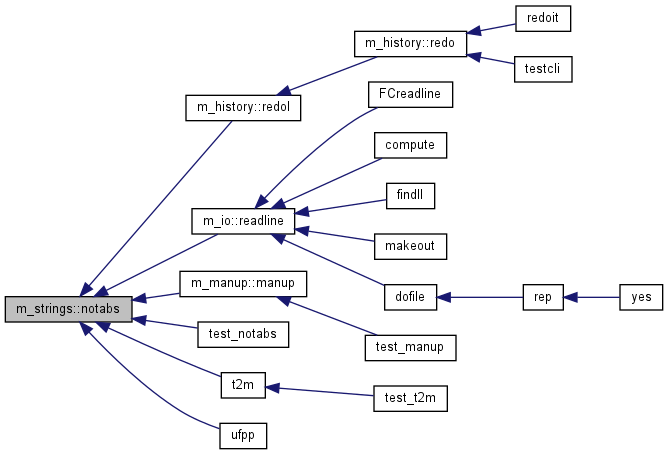 redoit
m_history::redo
testcli
FCreadline
m_history::redol
compute
findll
m_io::readline
makeout
m_manup::manup
dofile
rep
yes
m_strings::notabs
test_notabs
test_manup
t2m
test_t2m
ufpp